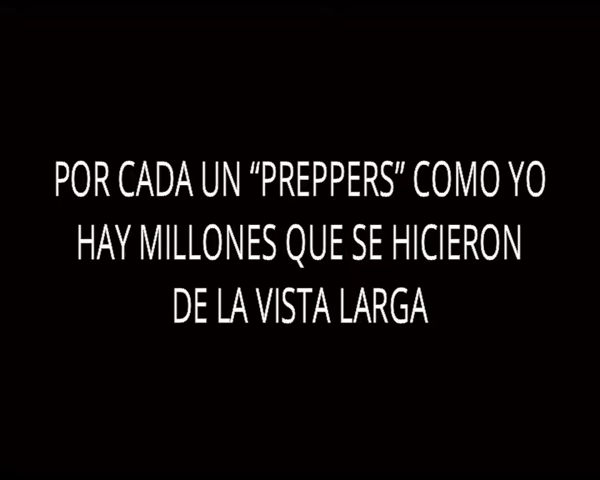 POR CADA UN “PREPPERS” COMO YO
HAY MILLONES QUE SE HICIERON
DE LA VISTA LARGA